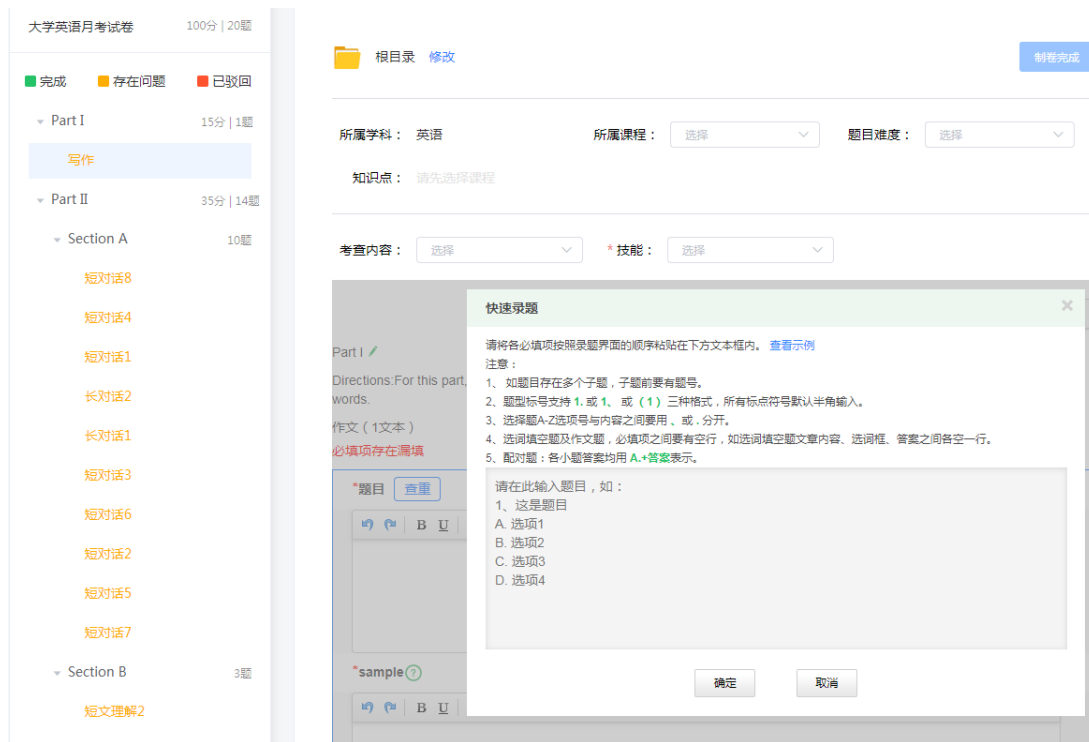 大学英语月考试卷 100分 | 20题
完成 存在问题 已驳回
Part I 15分 | 1题
写作
Part II 35分 | 14题
Section A 10题
短对话8
短对话4
短对话1
长对话2
长对话1
短对话3
短对话6
短对话2
短对话5
短对话7
Section B 3题
短文理解2
根目录 修改 制卷完成
所属学科： 英语 所属课程： 选择 题目难度： 选择
知识点： 请先选择课程
考查内容： 选择 *技能： 选择
Part I
Directions:For this part,
words.
作文（1文本）
必填项存在漏填
*题目 查重
B U
*sample ?
B U
快速录题 ×
请将各必填项按照录题界面的顺序粘贴在下方文本框内。 查看示例
注意：
1、 如题目存在多个子题，子题前要有题号。
2、题型标号支持 1. 或 1、 或 （1） 三种格式，所有标点符号默认半角输入。
3、选择题A-Z选项号与内容之间要用 、或 . 分开。
4、选词填空题及作文题，必填项之间要有空行，如选词填空题文章内容、选词框、答案之间各空一行。
5、配对题：各小题答案均用 A.+答案表示。
请在此输入题目，如：
1、这是题目
A. 选项1
B. 选项2
C. 选项3
D. 选项4
确定 取消